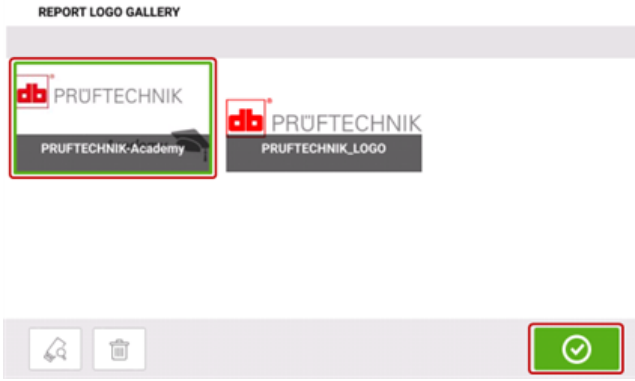 REPORT LOGO GALLERY
db PRÜFTECHNIK
PRUFTECHNIK-Academy
db PRÜFTECHNIK
PRUFTECHNIK_LOGO